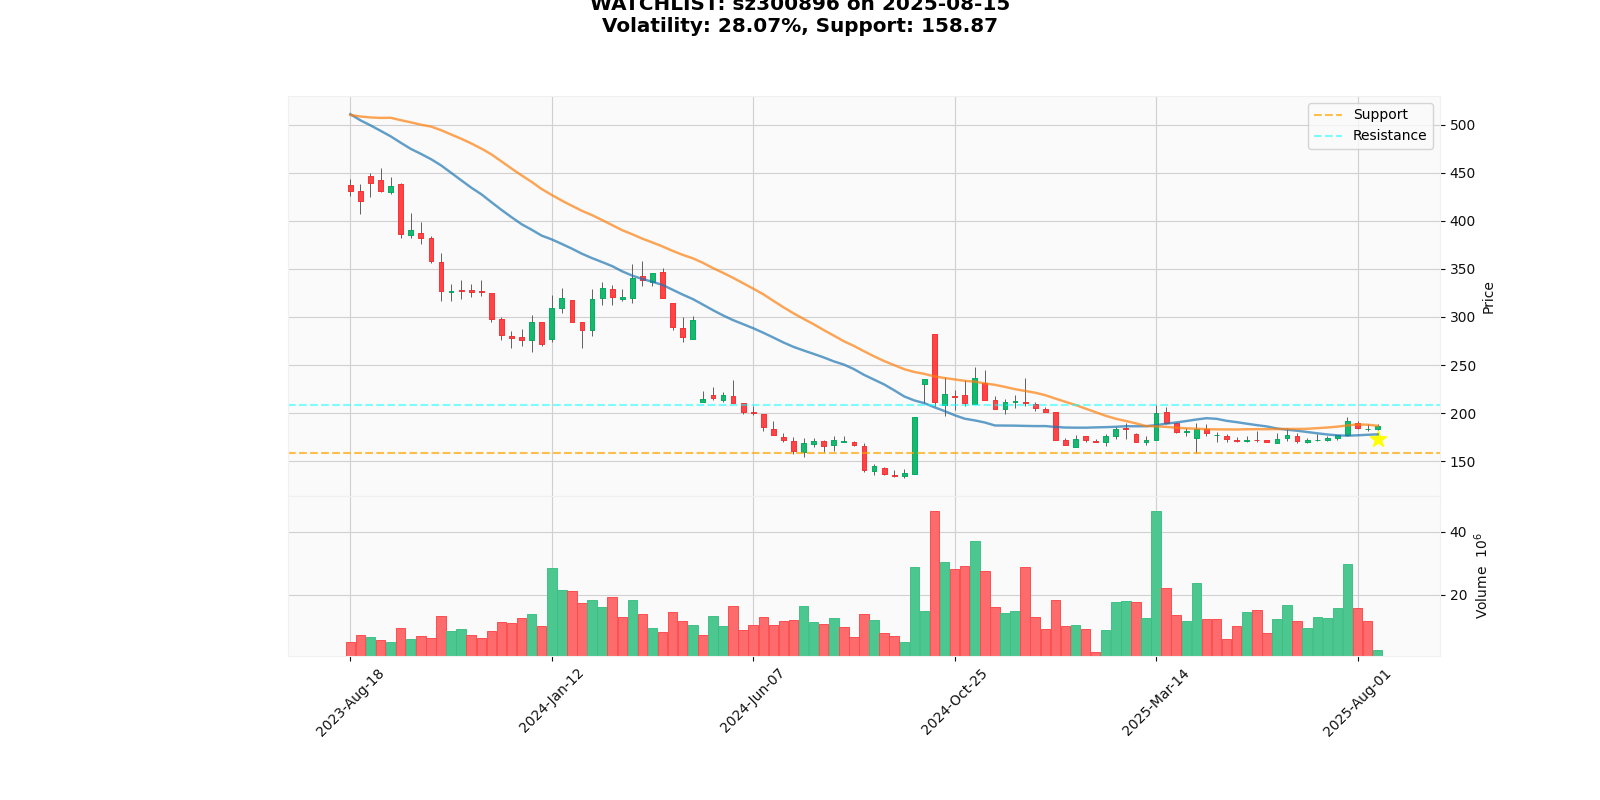 WATCHLIST: sz300896 on 2025-08-15
Volatility: 28.07%, Support: 158.87
Support
Resistance
500
450
400
350
300
250
200
150
Price
40
20
Volume 10^6
2023-Aug-18
2024-Jan-12
2024-Jun-07
2024-Oct-25
2025-Mar-14
2025-Aug-01